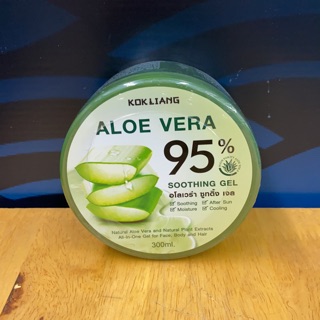 KOKLIANG
ALOE VERA
95%
SOOTHING GEL
อโลเวร่า ซูทติ้ง เจล
Soothing After Sun
Moisture Cooling
Natural Aloe Vera and Natural Plant Extracts
All-in-One Gel for Face, Body and Hair
300ml.